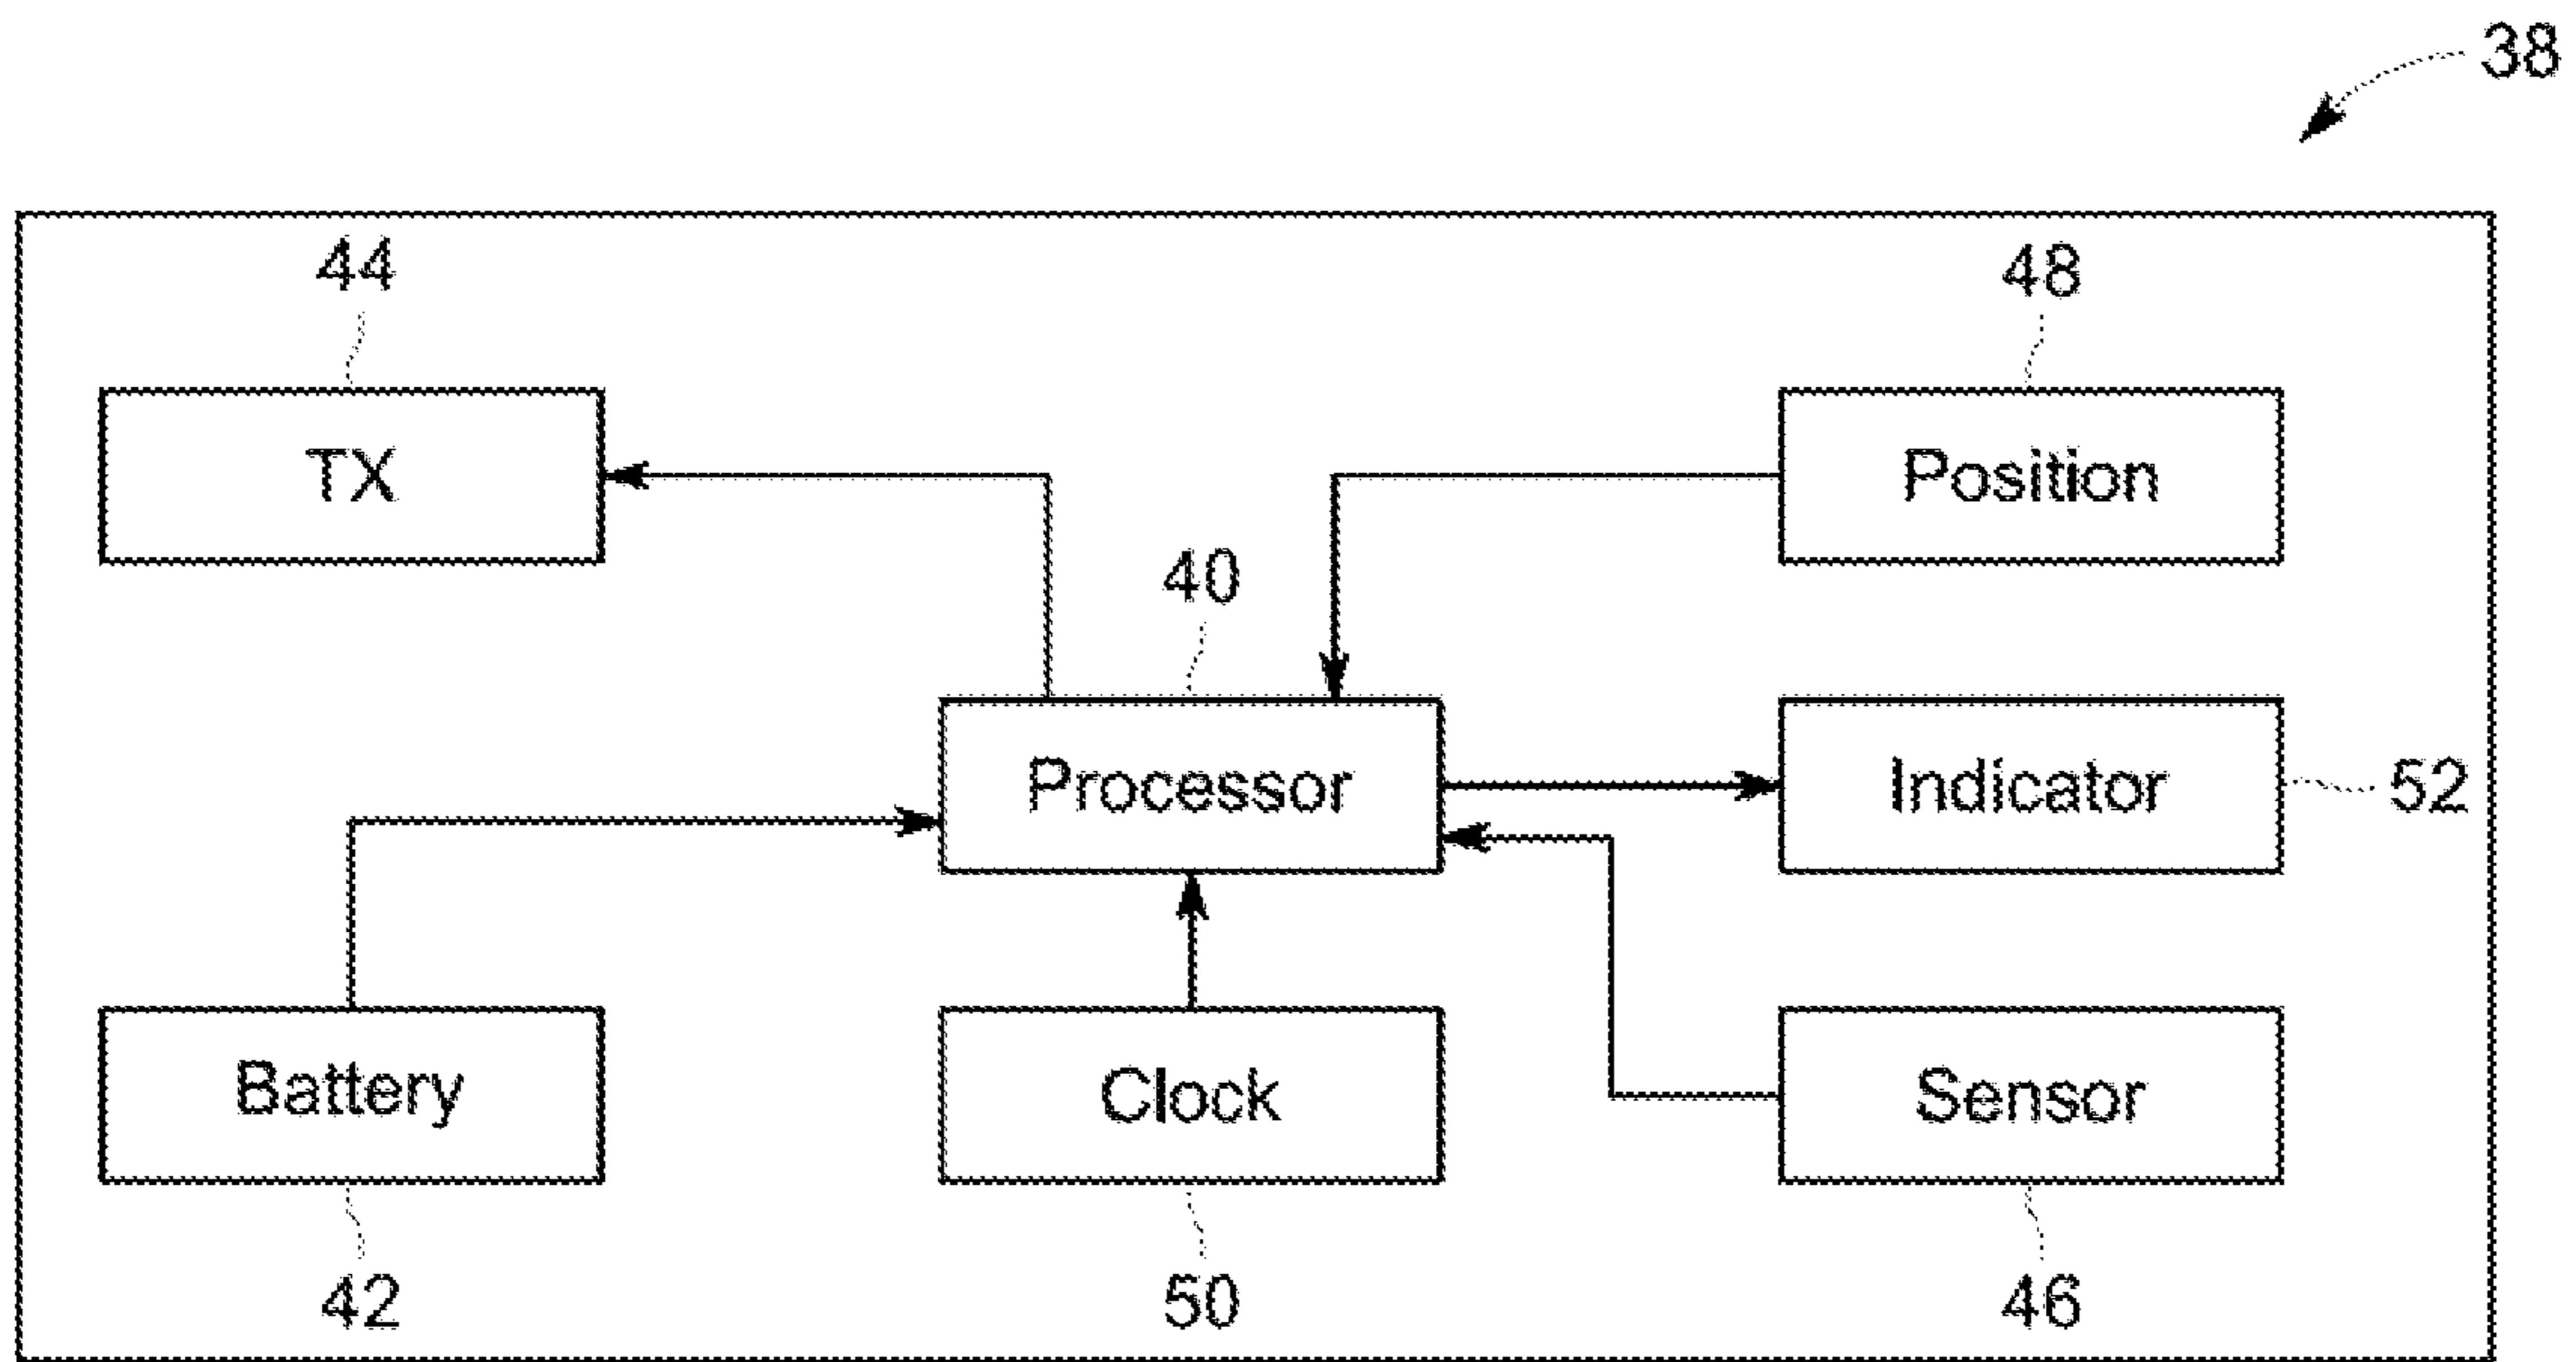 38
44
48
TX
Position
40
Processor
Indicator
52
Battery
Clock
Sensor
42
50
46